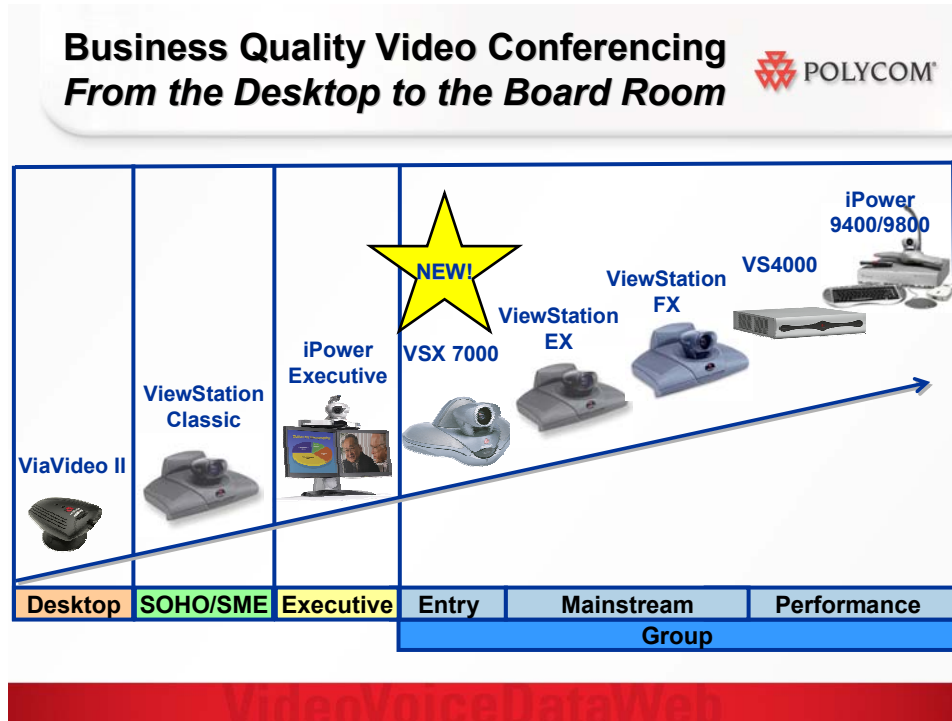 Business Quality Video Conferencing
From the Desktop to the Board Room
POLYCOM®
iPower
9400/9800
NEW!
VS4000
ViewStation
FX
ViewStation
EX
VSX 7000
iPower
Executive
ViewStation
Classic
ViaVideo II
Desktop SOHO/SME Executive Entry Mainstream Performance
Group
VideoVoiceDataWeb